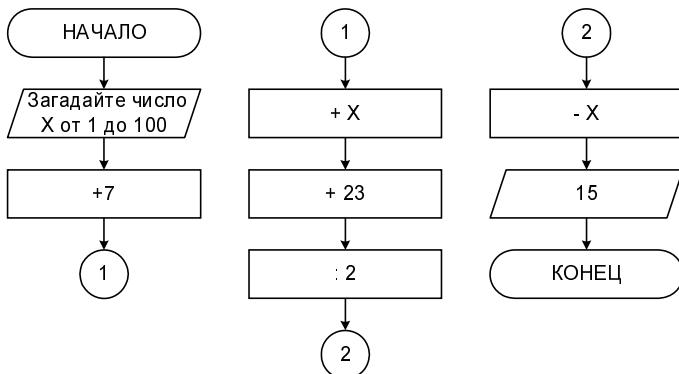 НАЧАЛО
Загадайте число
X от 1 до 100
+7
1
1
+ X
+ 23
: 2
2
2
- X
15
КОНЕЦ